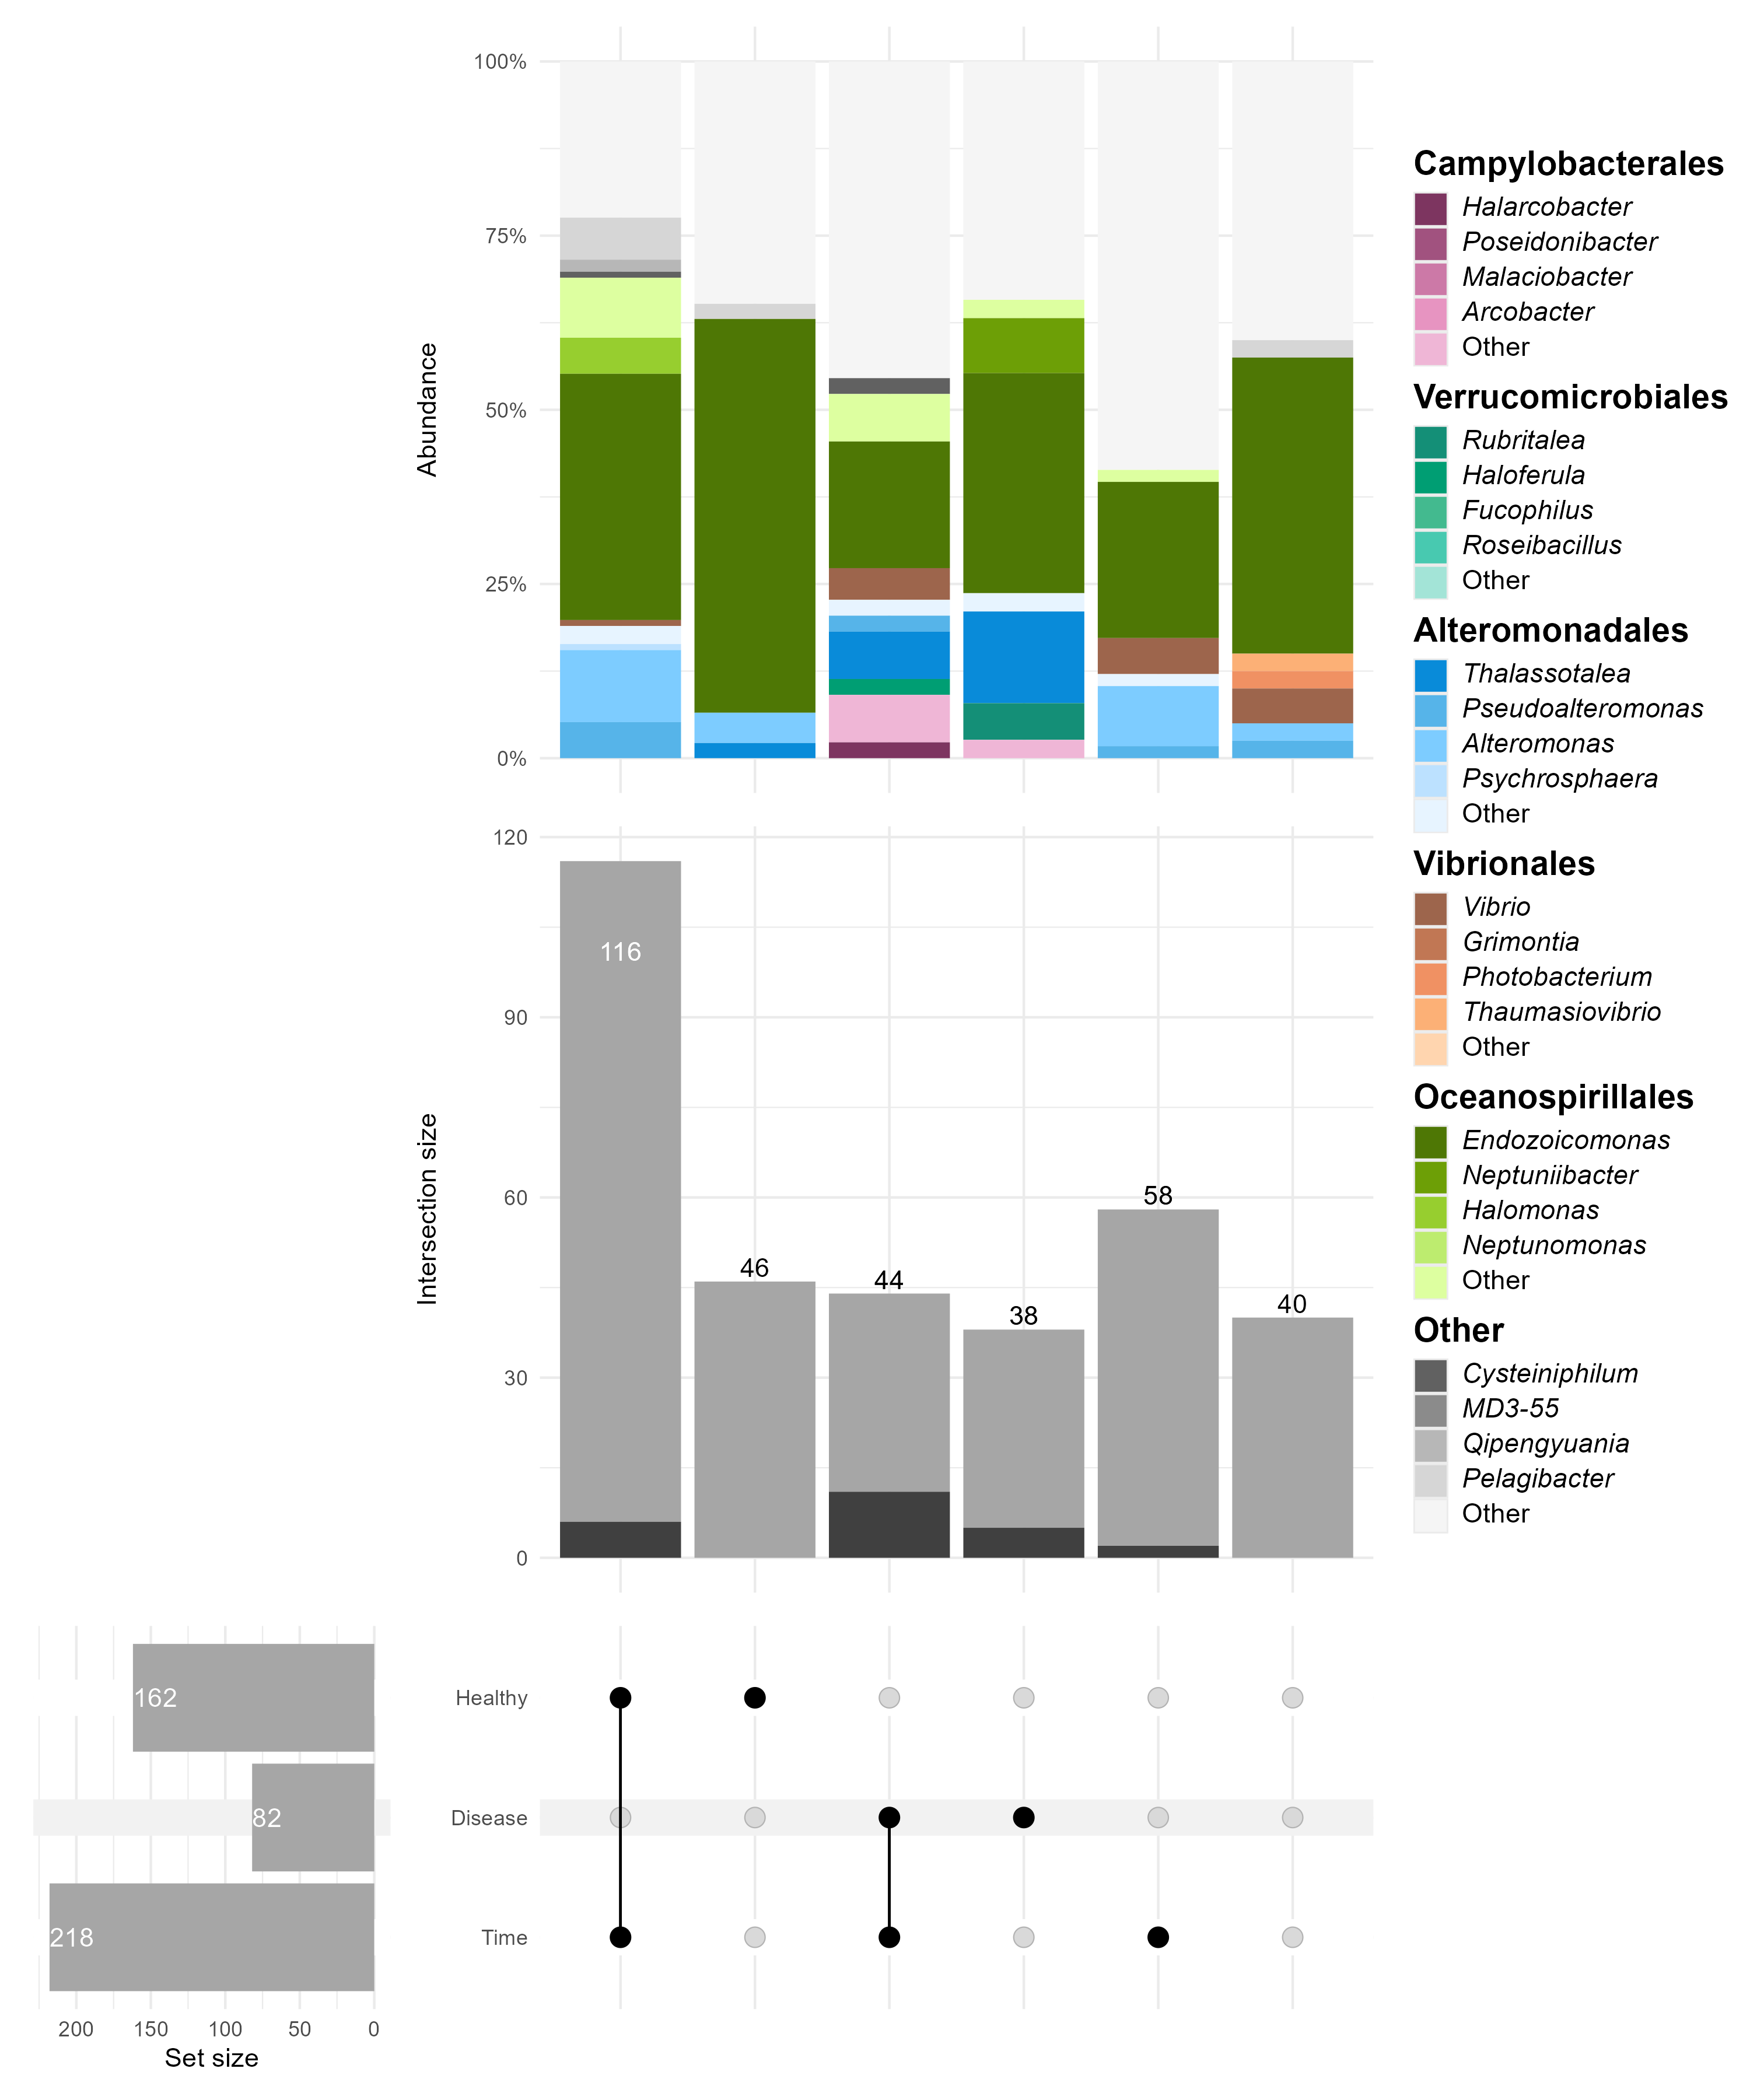 100%
75%
50%
25%
0%
Abundance
Campylobacterales
Halarcobacter
Poseidonibacter
Malaciobacter
Arcobacter
Other
Verrucomicrobiales
Rubritalea
Haloferula
Fucophilus
Roseibacillus
Other
Alteromonadales
Thalassotalea
Pseudoalteromonas
Alteromonas
Psychrosphaera
Other
Vibrionales
Vibrio
Grimontia
Photobacterium
Thaumasiovibrio
Other
Oceanospirillales
Endozoicomonas
Neptuniibacter
Halomonas
Neptunomonas
Other
Other
Cysteiniphilum
MD3-55
Qipengyuania
Pelagibacter
Other
120
90
60
30
0
Intersection size
116
46
44
38
58
40
162
82
218
200 150 100 50 0
Set size
Healthy
Disease
Time